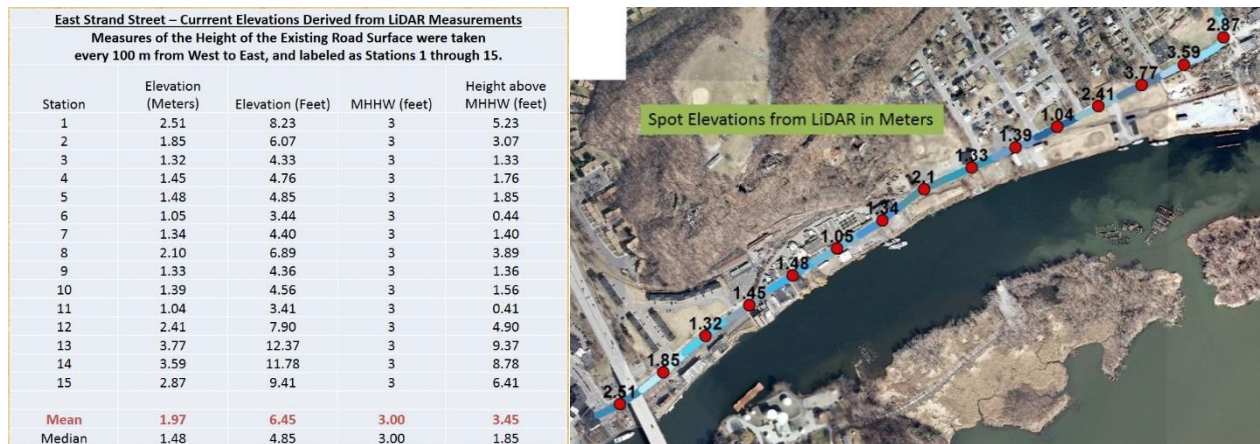 East Strand Street – Currrent Elevations Derived from LiDAR Measurements
Measures of the Height of the Existing Road Surface were taken
every 100 m from West to East, and labeled as Stations 1 through 15.
Station Elevation (Meters) Elevation (Feet) MHHW (feet) Height above MHHW (feet)
1 2.51 8.23 3 5.23
2 1.85 6.07 3 3.07
3 1.32 4.33 3 1.33
4 1.45 4.76 3 1.76
5 1.48 4.85 3 1.85
6 1.05 3.44 3 0.44
7 1.34 4.40 3 1.40
8 2.10 6.89 3 3.89
9 1.33 4.36 3 1.36
10 1.39 4.56 3 1.56
11 1.04 3.41 3 0.41
12 2.41 7.90 3 4.90
13 3.77 12.37 3 9.37
14 3.59 11.78 3 8.78
15 2.87 9.41 3 6.41
Mean 1.97 6.45 3.00 3.45
Median 1.48 4.85 3.00 1.85
Spot Elevations from LiDAR in Meters
2.51
1.85
1.32
1.45
1.48
1.05
1.34
2.1
1.33
1.39
1.04
2.41
3.77
3.59
2.87